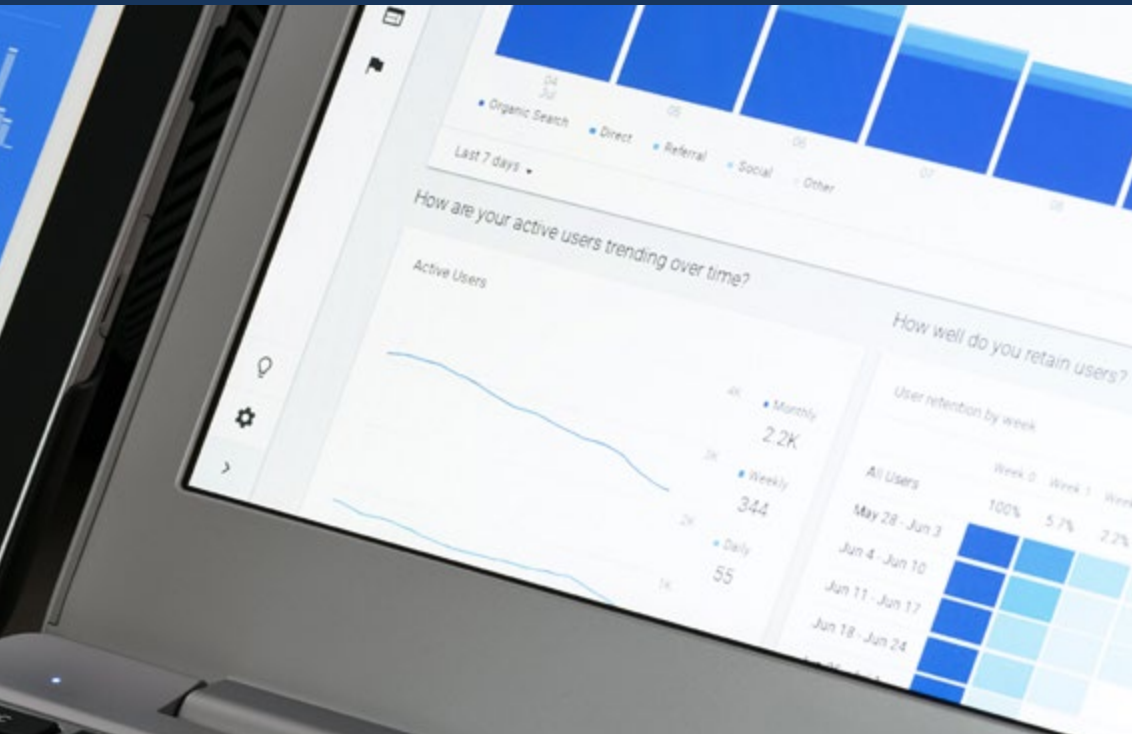 04
Jul
05
06
07
08
Organic Search
Direct
Referral
Social
Other
Last 7 days
How are your active users trending over time?
Active Users
4K
3K
2K
1K
Monthly
2.2K
Weekly
344
Daily
55
How well do you retain users?
User retention by week
Week 0 Week 1 Week
All Users
100% 5.7% 2.2%
May 28 - Jun 3
Jun 4 - Jun 10
Jun 11 - Jun 17
Jun 18 - Jun 24